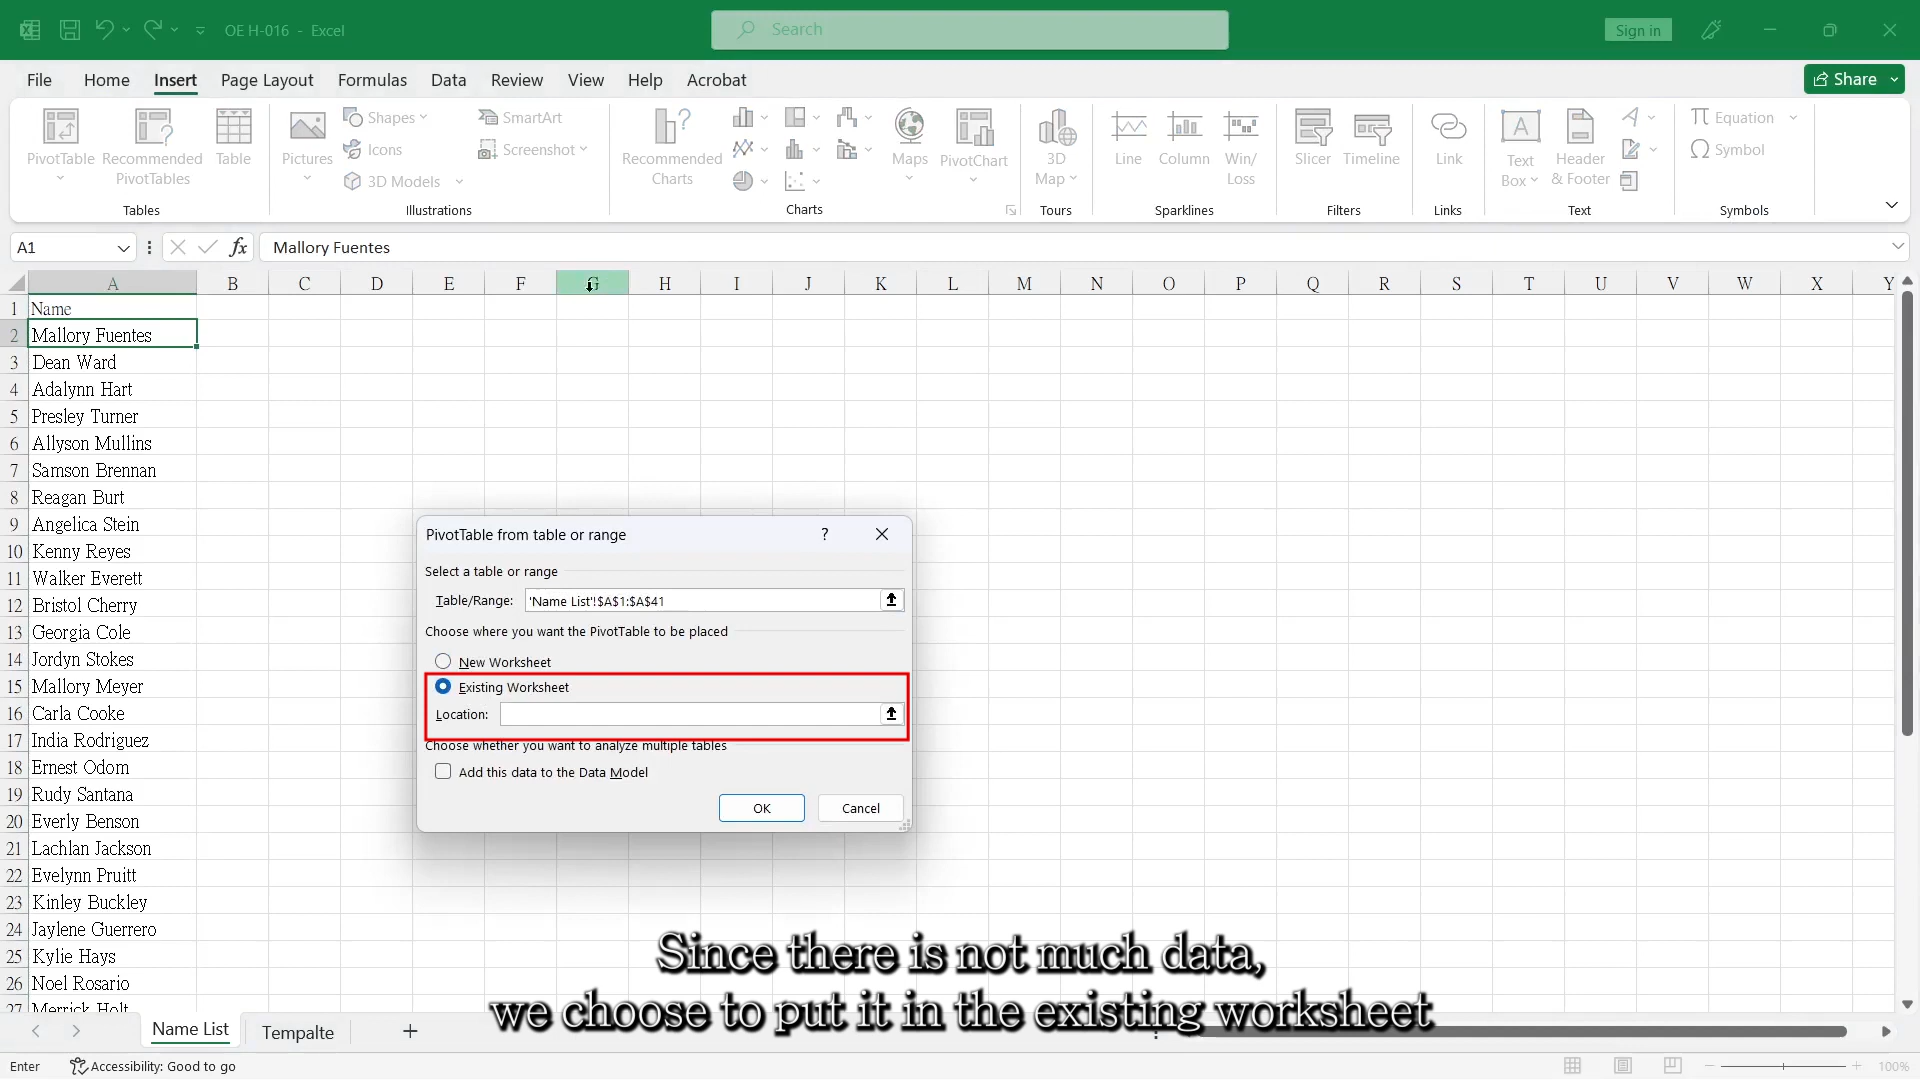 OE H-016 - Excel
Search
Sign in
File Home Insert Page Layout Formulas Data Review View Help Acrobat
Share
PivotTable
Recommended PivotTables
Table
Tables
Pictures
Shapes
Icons
3D Models
SmartArt
Screenshot
Illustrations
Recommended Charts
Maps
PivotChart
Charts
3D Map
Tours
Line
Column
Win/Loss
Sparklines
Slicer
Timeline
Filters
Link
Links
Text Box
Header & Footer
Text
Equation
Symbol
Symbols
A1
fx
Mallory Fuentes
A B C D E F G H I J K L M N O P Q R S T U V W X Y
1 Name
2 Mallory Fuentes
3 Dean Ward
4 Adalynn Hart
5 Presley Turner
6 Allyson Mullins
7 Samson Brennan
8 Reagan Burt
9 Angelica Stein
10 Kenny Reyes
11 Walker Everett
12 Bristol Cherry
13 Georgia Cole
14 Jordyn Stokes
15 Mallory Meyer
16 Carla Cooke
17 India Rodriguez
18 Ernest Odom
19 Rudy Santana
20 Everly Benson
21 Lachlan Jackson
22 Evelynn Pruitt
23 Kinley Buckley
24 Jaylene Guerrero
25 Kylie Hays
26 Noel Rosario
27 Merrick Holt
PivotTable from table or range
?
Select a table or range
Table/Range: 'Name List'!$A$1:$A$41
Choose where you want the PivotTable to be placed
New Worksheet
Existing Worksheet
Location:
Choose whether you want to analyze multiple tables
Add this data to the Data Model
OK
Cancel
Since there is not much data,
we choose to put it in the existing worksheet
Name List
Tempalte
Enter
Accessibility: Good to go
100%